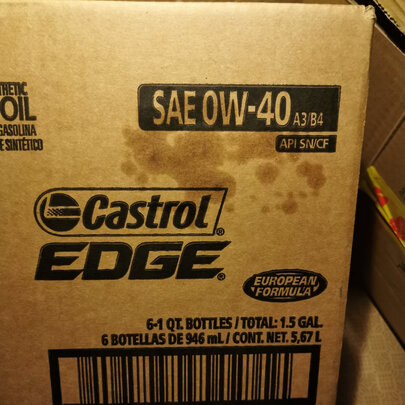 OIL
GASOLINA
E SINTÉTICO
SAE 0W-40 A3/B4
API SN/CF
Castrol
EDGE
EUROPEAN
FORMULA
6-1 QT. BOTTLES / TOTAL: 1.5 GAL.
6 BOTELLAS DE 946 mL / CONT. NET. 5,67 L